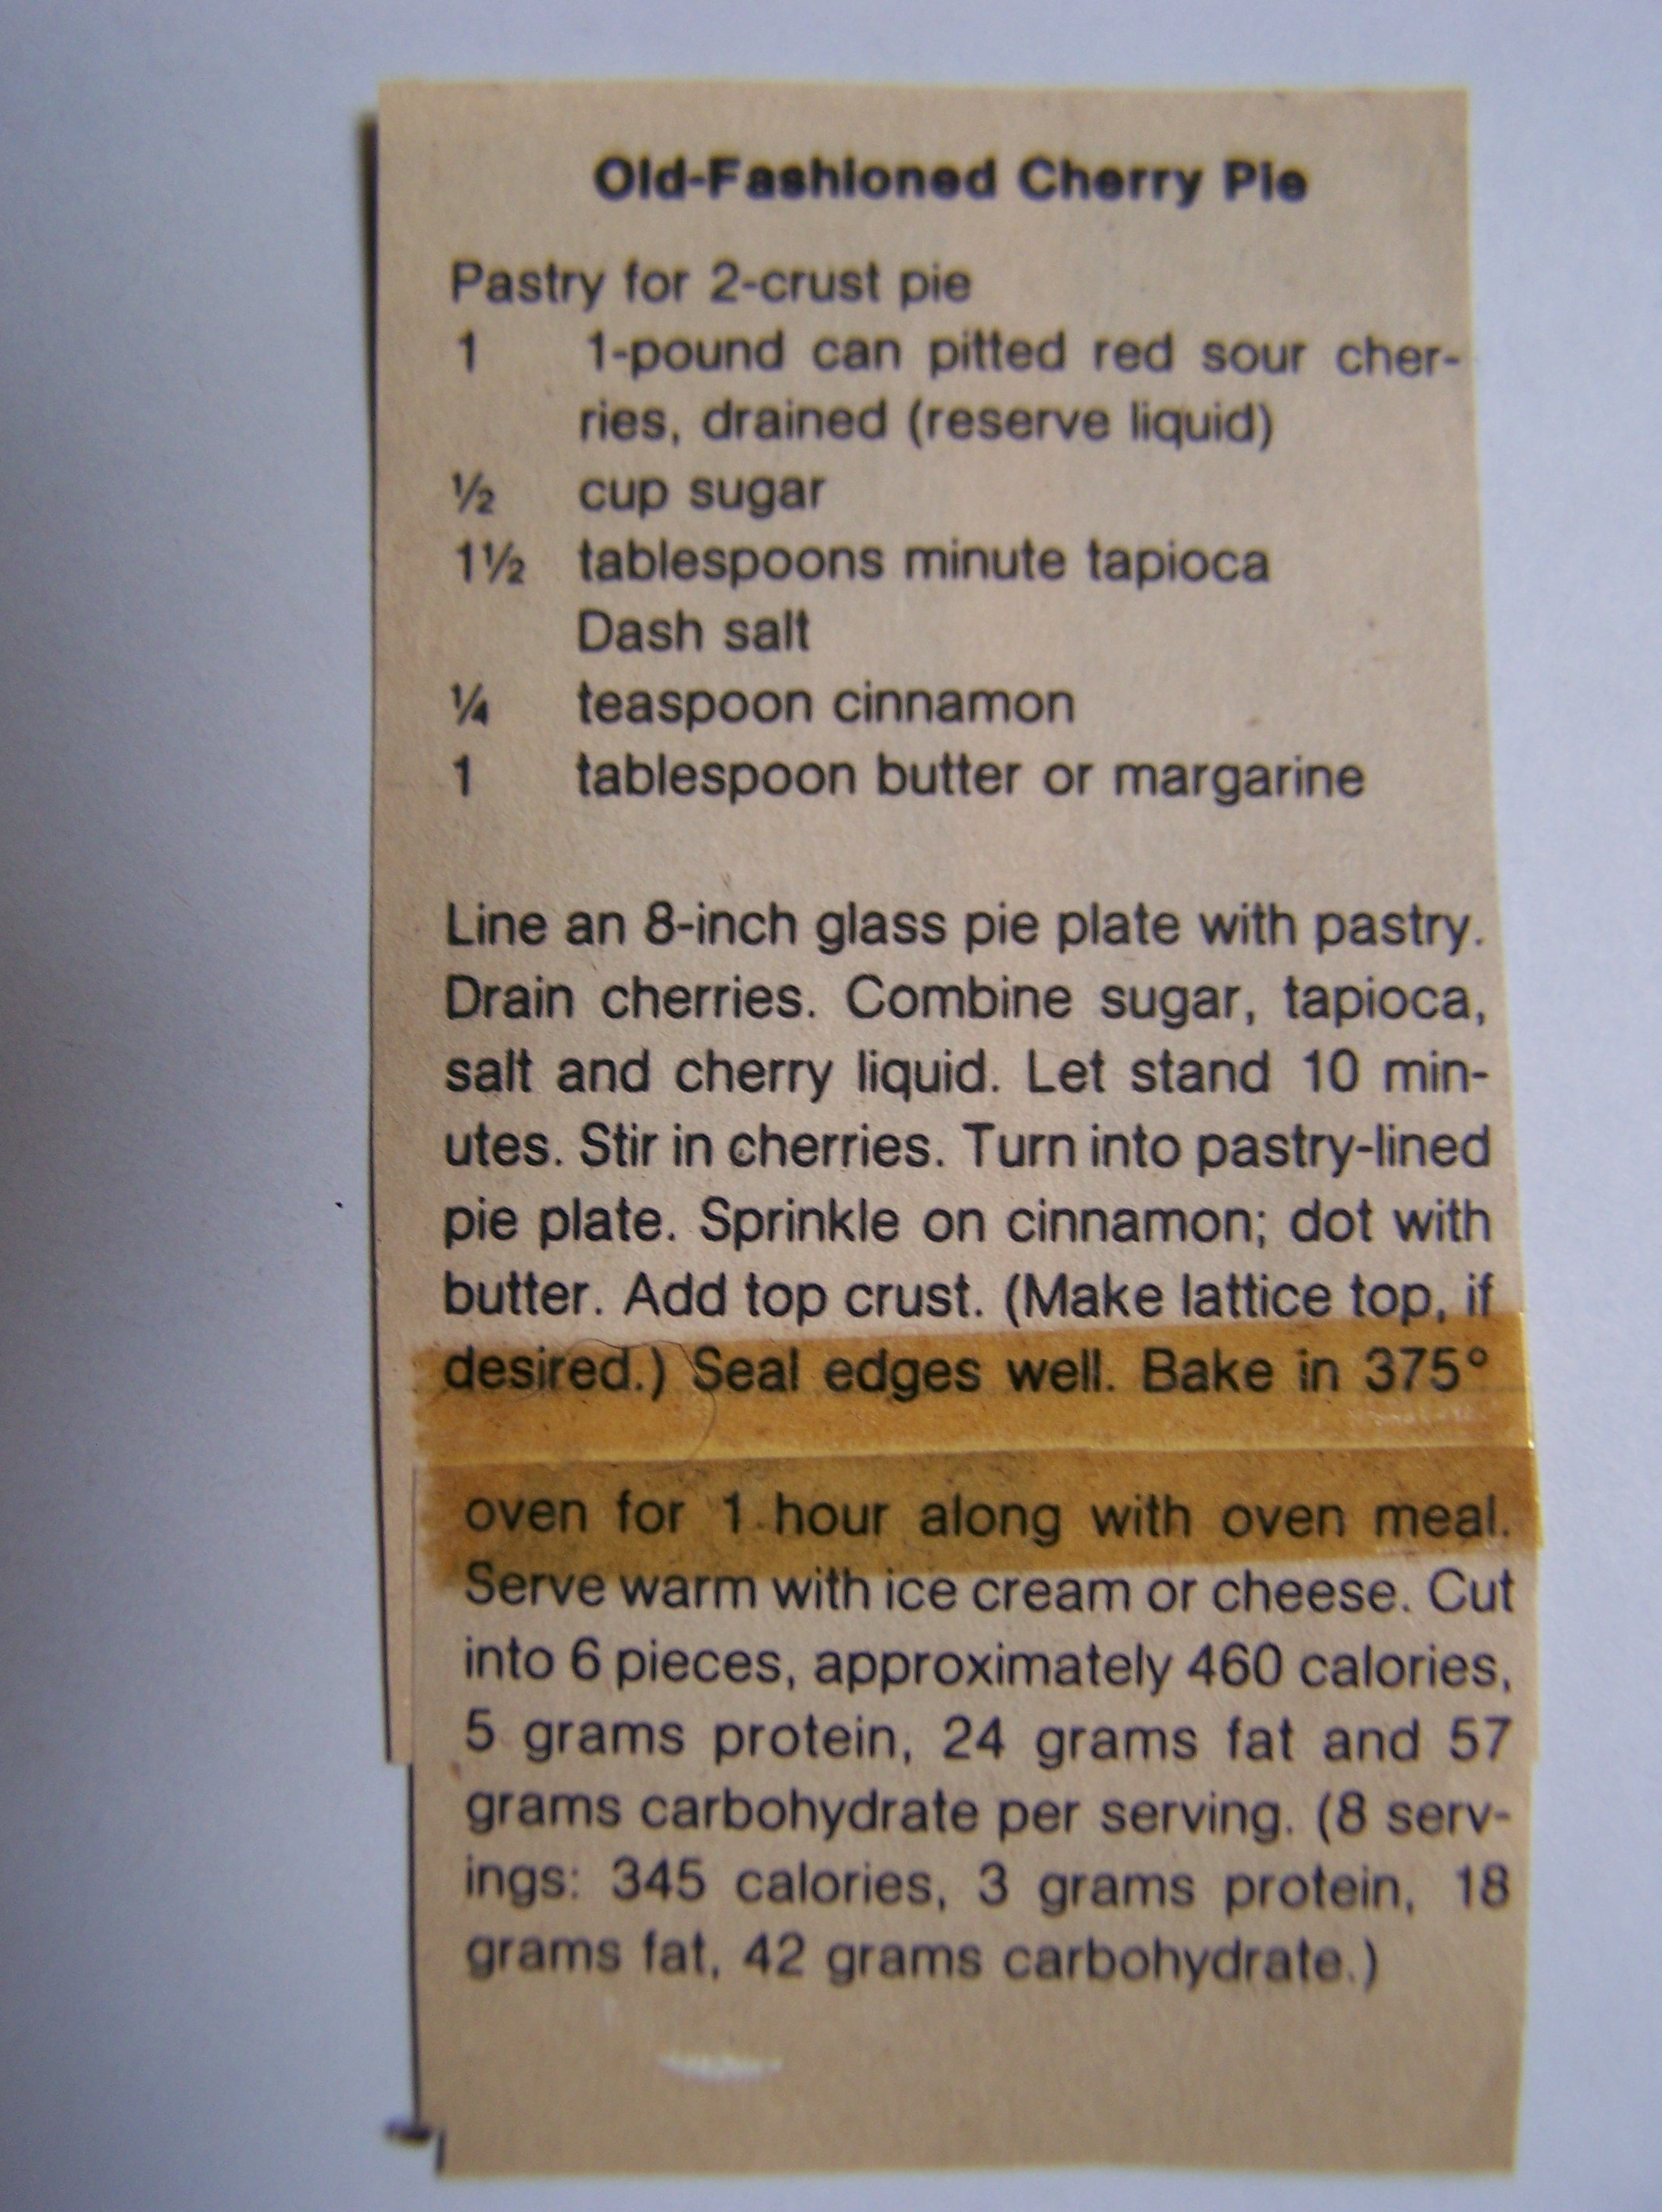 Old-Fashioned Cherry Pie
Pastry for 2-crust pie
1 1-pound can pitted red sour cher-
ries, drained (reserve liquid)
½ cup sugar
1½ tablespoons minute tapioca
Dash salt
¼ teaspoon cinnamon
1 tablespoon butter or margarine
Line an 8-inch glass pie plate with pastry.
Drain cherries. Combine sugar, tapioca,
salt and cherry liquid. Let stand 10 min-
utes. Stir in cherries. Turn into pastry-lined
pie plate. Sprinkle on cinnamon; dot with
butter. Add top crust. (Make lattice top, if
desired.) Seal edges well. Bake in 375°
oven for 1 hour along with oven meal.
Serve warm with ice cream or cheese. Cut
into 6 pieces, approximately 460 calories,
5 grams protein, 24 grams fat and 57
grams carbohydrate per serving. (8 serv-
ings: 345 calories, 3 grams protein, 18
grams fat, 42 grams carbohydrate.)